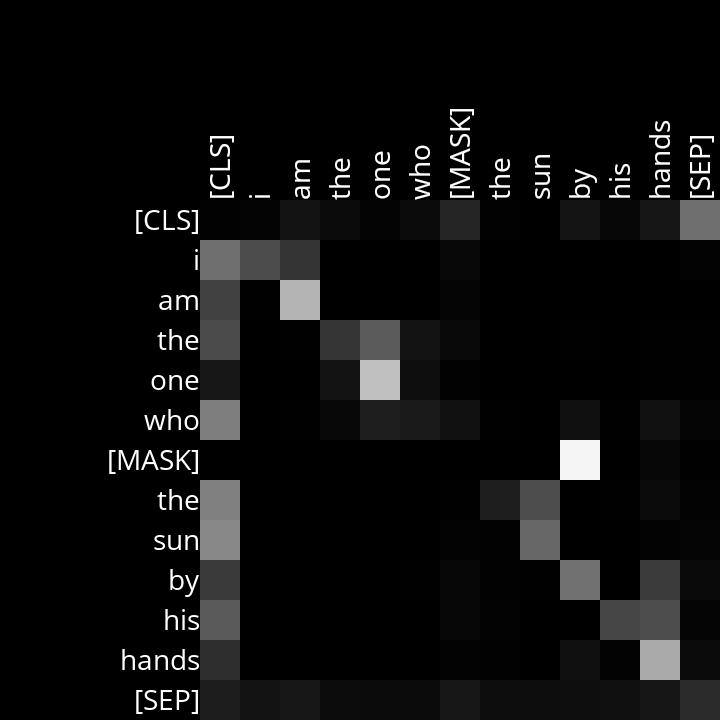 [CLS] i am the one who [MASK] the sun by his hands [SEP]
[CLS]
i
am
the
one
who
[MASK]
the
sun
by
his
hands
[SEP]